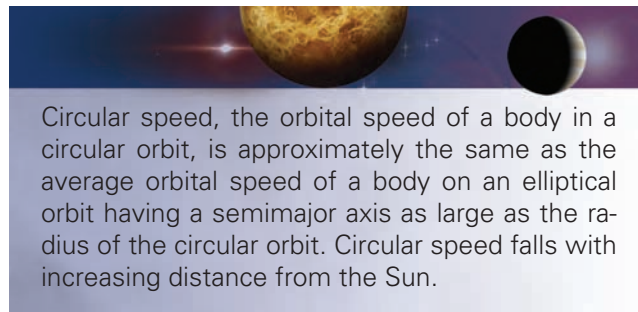 Circular speed, the orbital speed of a body in a
circular orbit, is approximately the same as the
average orbital speed of a body on an elliptical
orbit having a semimajor axis as large as the ra-
dius of the circular orbit. Circular speed falls with
increasing distance from the Sun.